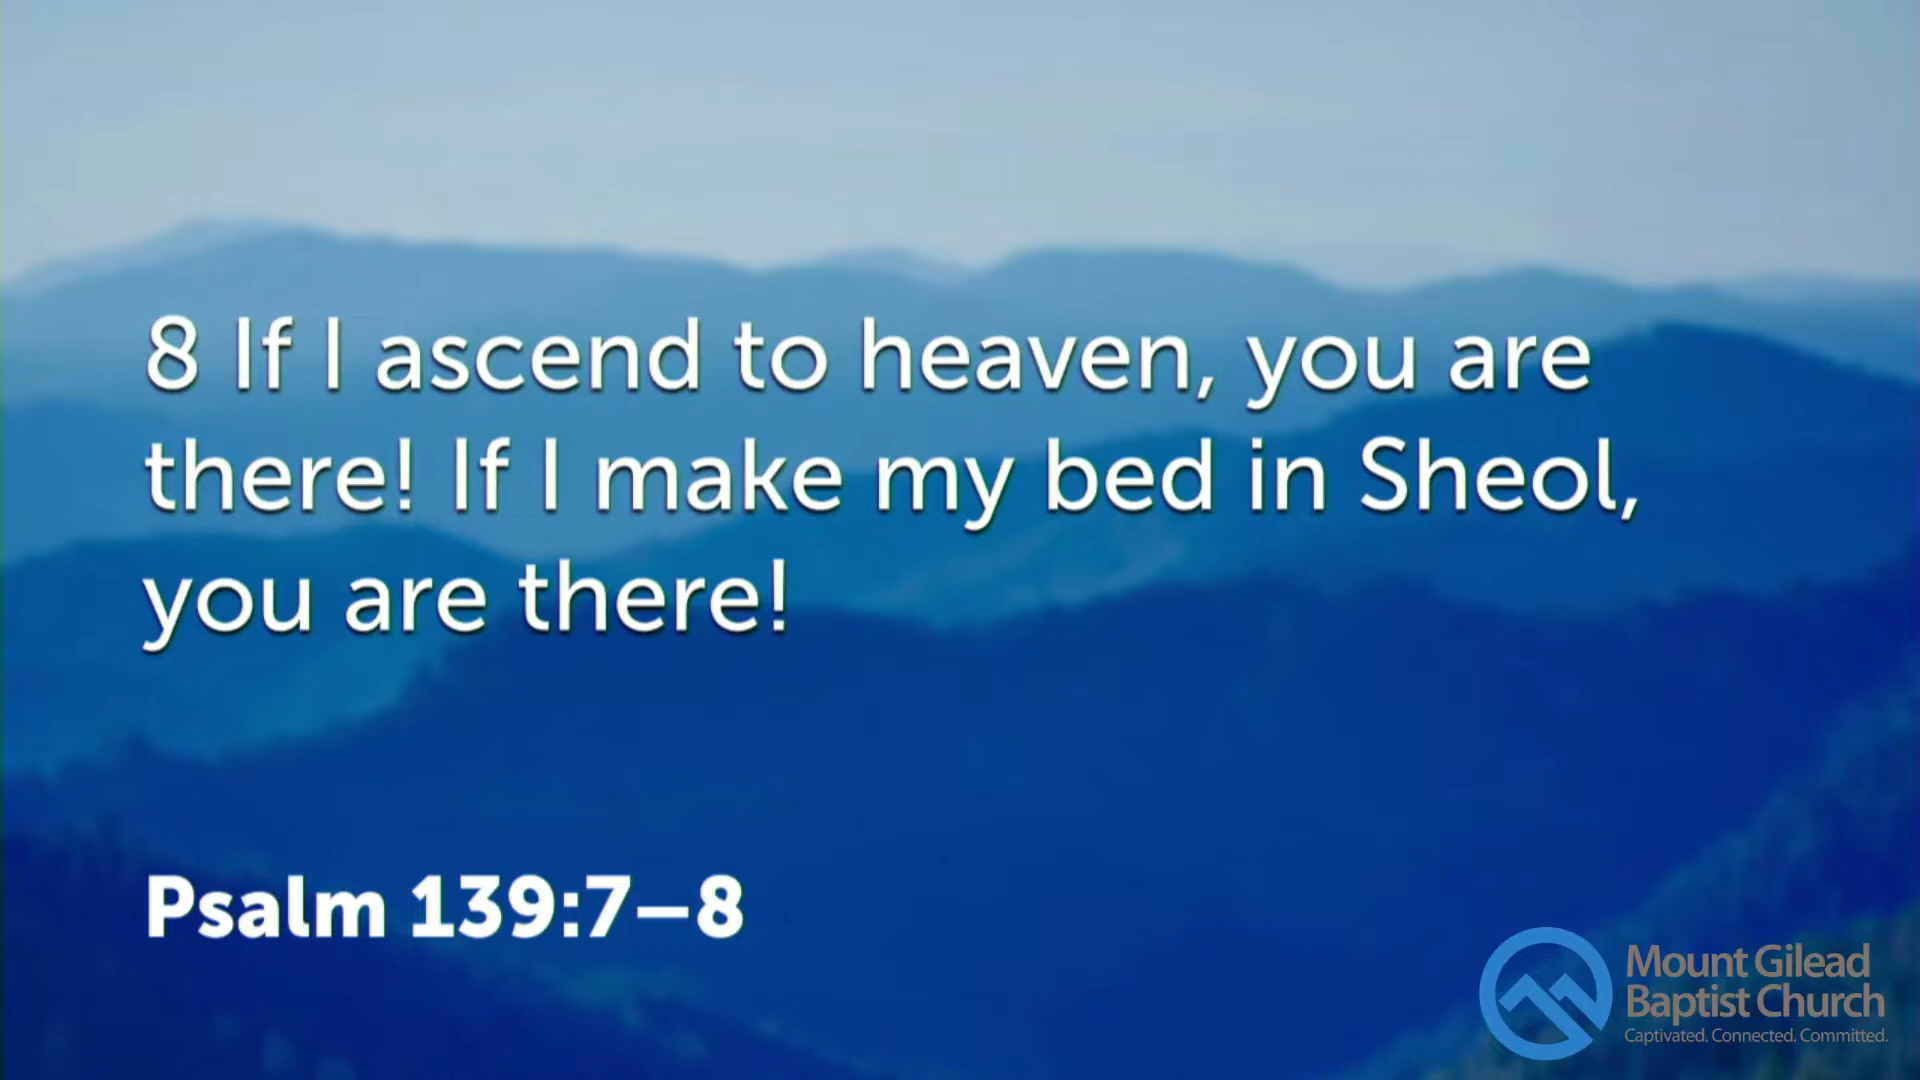 8 If I ascend to heaven, you are
there! If I make my bed in Sheol,
you are there!
Psalm 139:7–8
Mount Gilead
Baptist Church
Captivated. Connected. Committed.